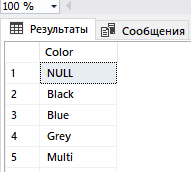 100 %
Результаты Сообщения
Color
1 NULL
2 Black
3 Blue
4 Grey
5 Multi